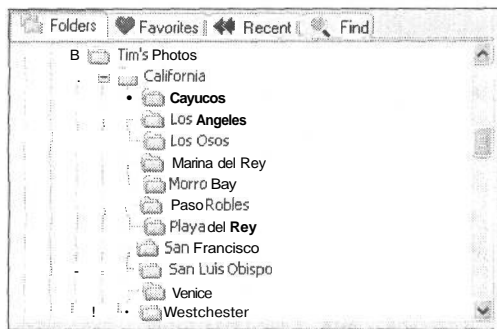 Folders Favorites Recent Find
Tim's Photos
California
Cayucos
Los Angeles
Los Osos
Marina del Rey
Morro Bay
Paso Robles
Playa del Rey
San Francisco
San Luis Obispo
Venice
Westchester